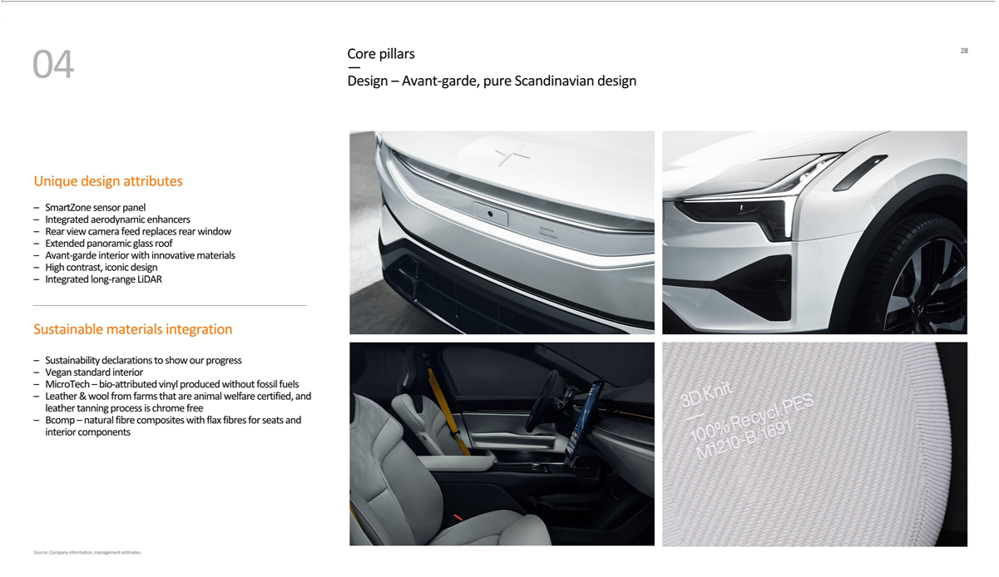 04
Core pillars
—
Design – Avant-garde, pure Scandinavian design
28
Unique design attributes
– SmartZone sensor panel
– Integrated aerodynamic enhancers
– Rear view camera feed replaces rear window
– Extended panoramic glass roof
– Avant-garde interior with innovative materials
– High contrast, iconic design
– Integrated long-range LiDAR
Sustainable materials integration
– Sustainability declarations to show our progress
– Vegan standard interior
– MicroTech – bio-attributed vinyl produced without fossil fuels
– Leather & wool from farms that are animal welfare certified, and
leather tanning process is chrome free
– Bcomp – natural fibre composites with flax fibres for seats and
interior components
3D Knit
100% Recycl. PES
M1210-B/1691
Source: Company information, management estimates.